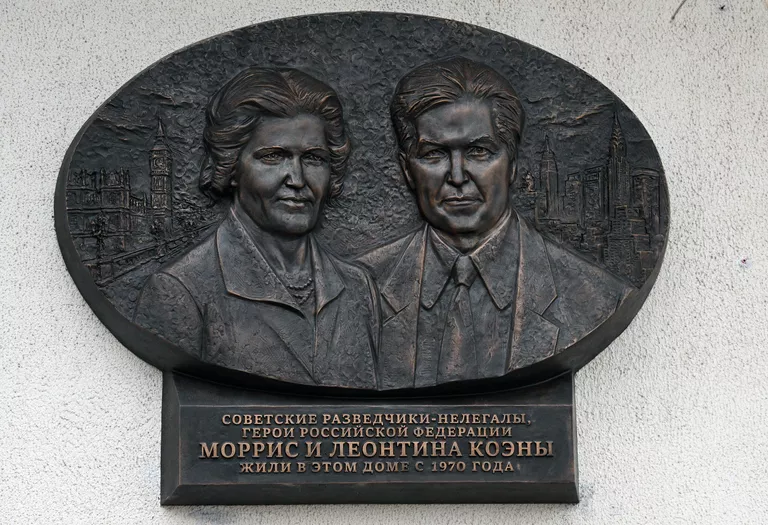 СОВЕТСКИЕ РАЗВЕДЧИКИ-НЕЛЕГАЛЫ,
ГЕРОИ РОССИЙСКОЙ ФЕДЕРАЦИИ
МОРРИС И ЛЕОНТИНА КОЭНЫ
ЖИЛИ В ЭТОМ ДОМЕ С 1970 ГОДА